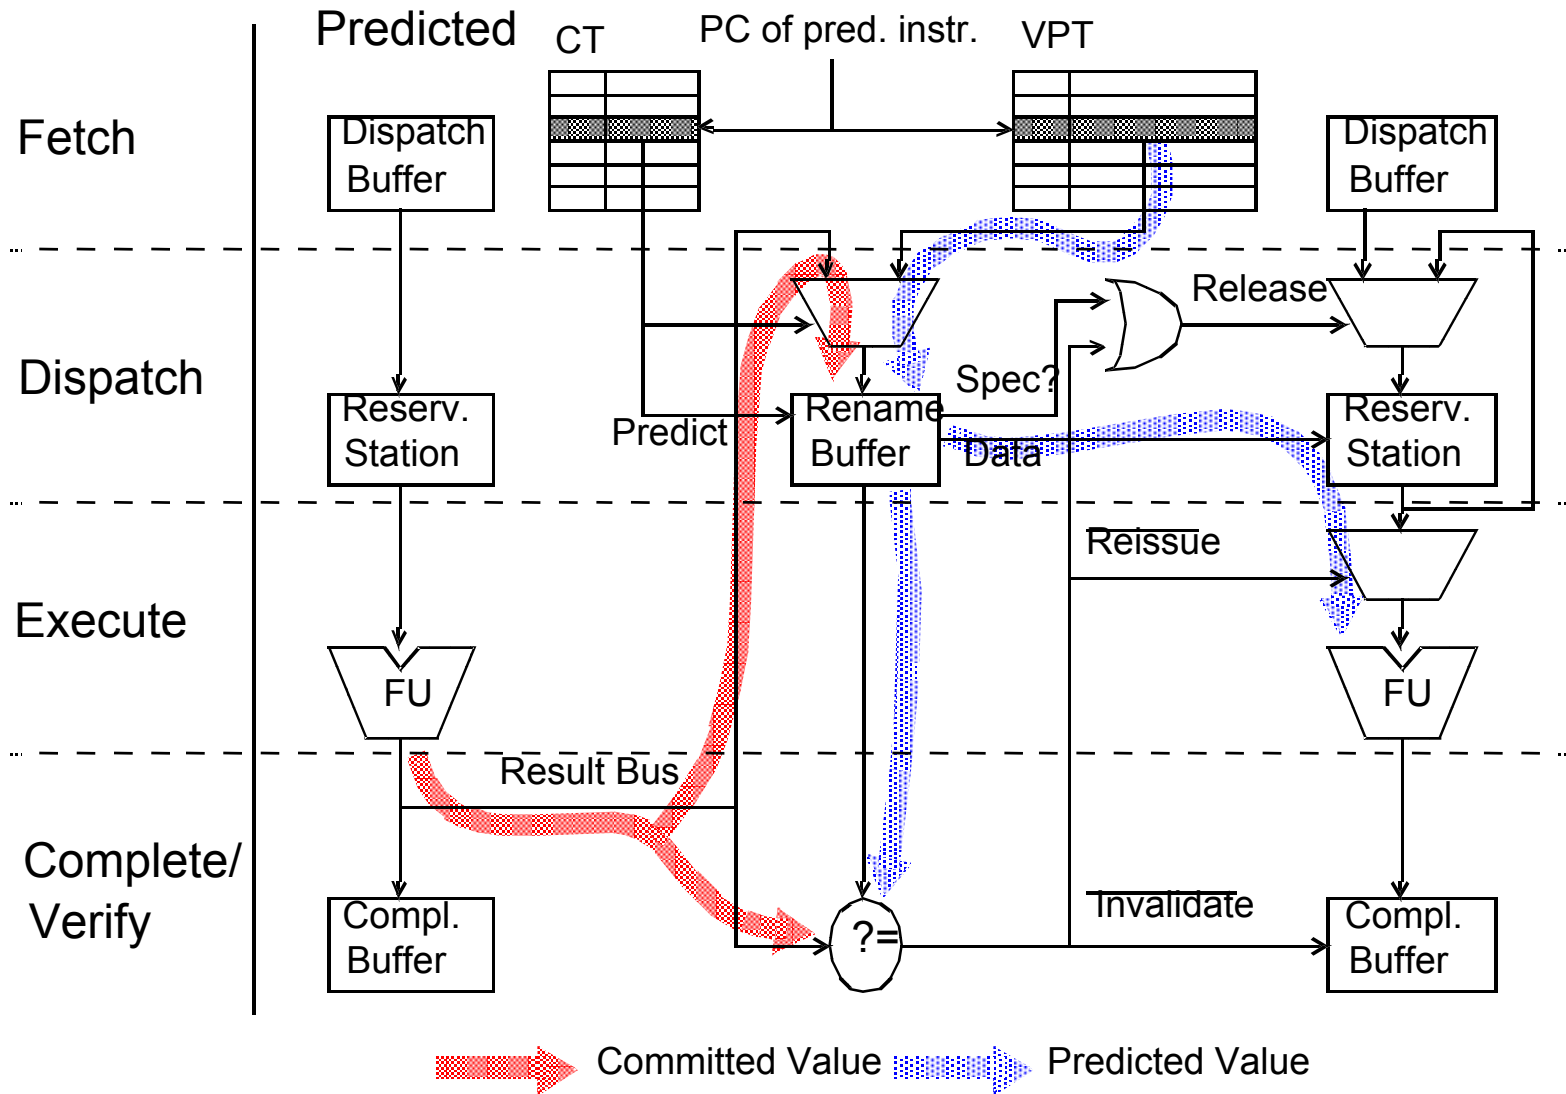 Predicted
CT
PC of pred. instr.
VPT
Fetch
Dispatch
Buffer
Dispatch
Buffer
Release
Dispatch
Spec?
Reserv.
Station
Predict
Rename
Buffer
Data
Reserv.
Station
Reissue
Execute
FU
FU
Result Bus
Complete/
Verify
Compl.
Buffer
?=
Invalidate
Compl.
Buffer
Committed Value
Predicted Value